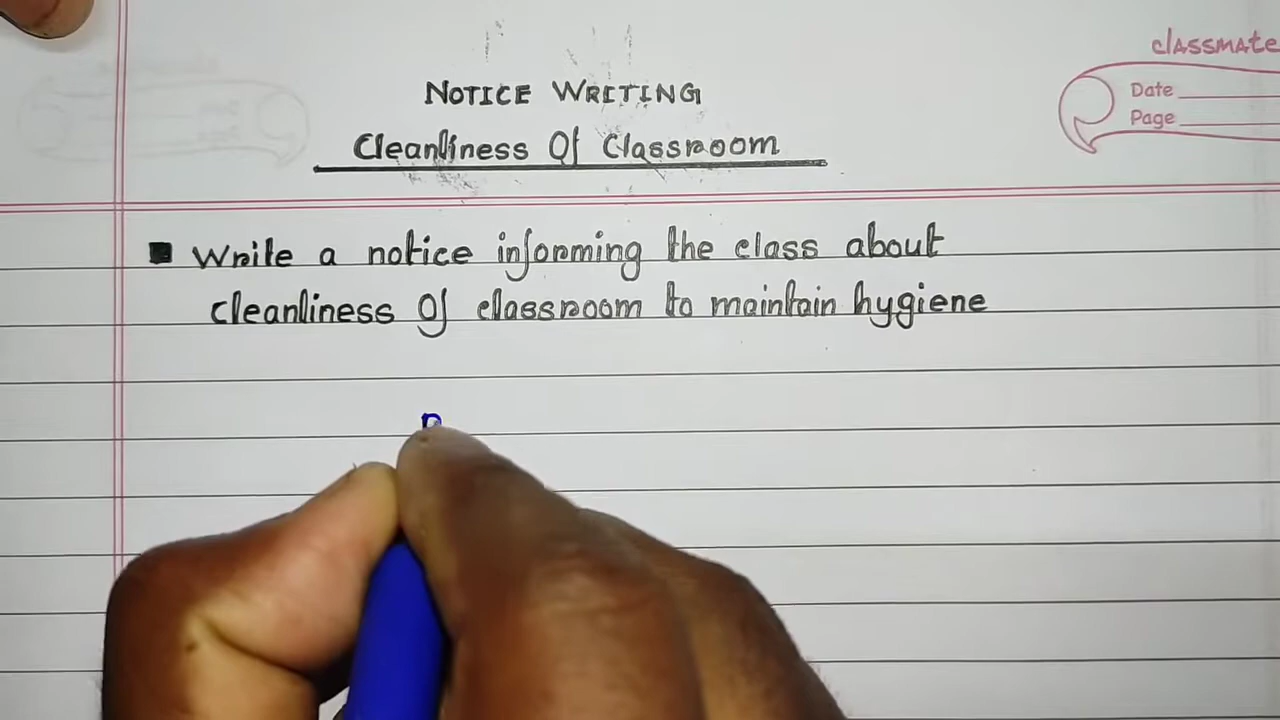 NOTICE WRITING
Cleanliness Of Classroom
classmate
Date
Page
Write a notice informing the class about
cleanliness Of classroom to maintain hygiene